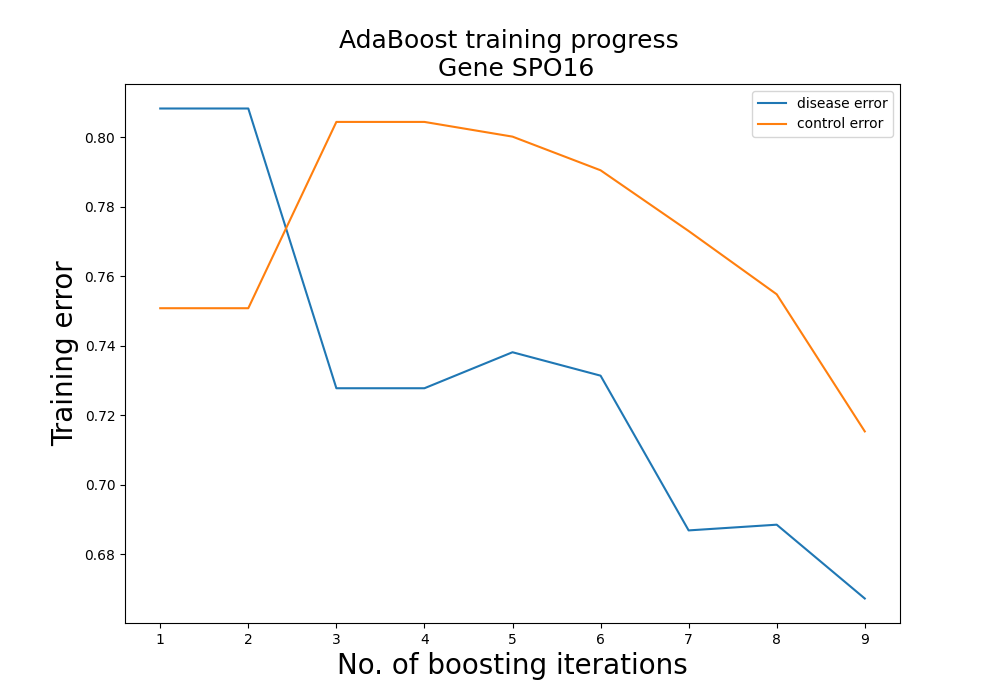 AdaBoost training progress
Gene SPO16
disease error
control error
Training error
0.80
0.78
0.76
0.74
0.72
0.70
0.68
1 2 3 4 5 6 7 8 9
No. of boosting iterations